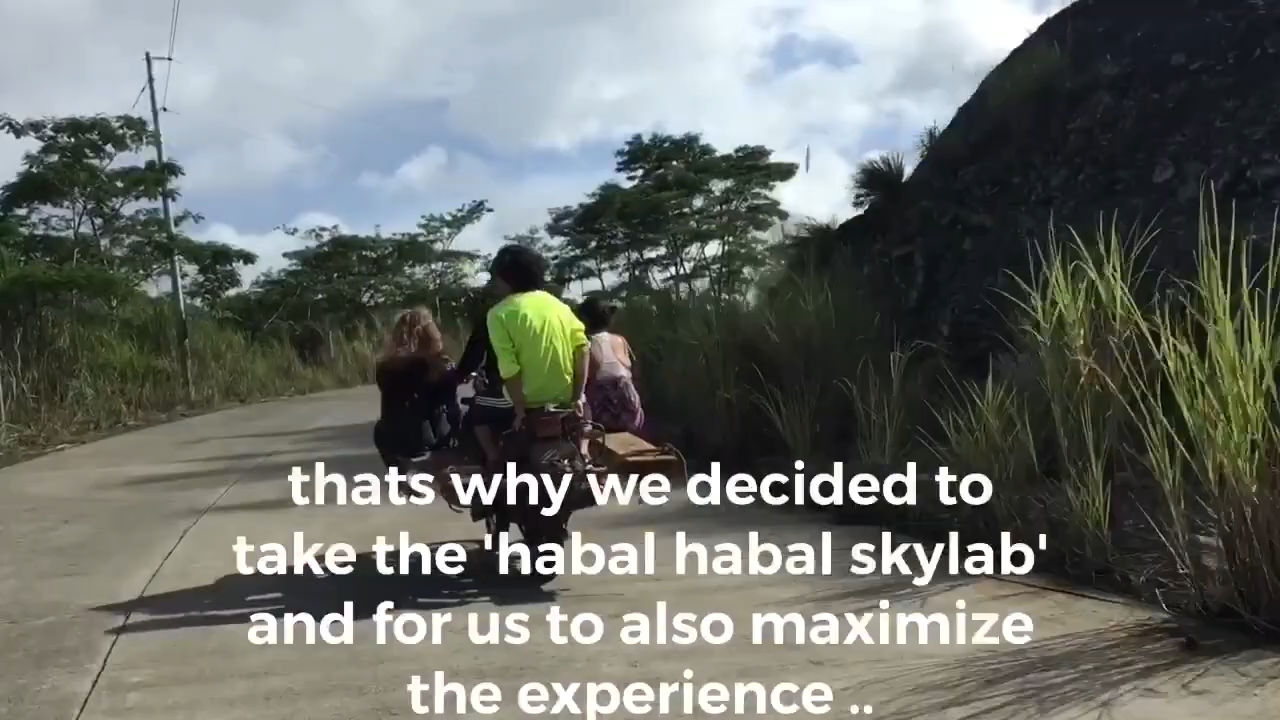 thats why we decided to
take the 'habal habal skylab'
and for us to also maximize
the experience ..